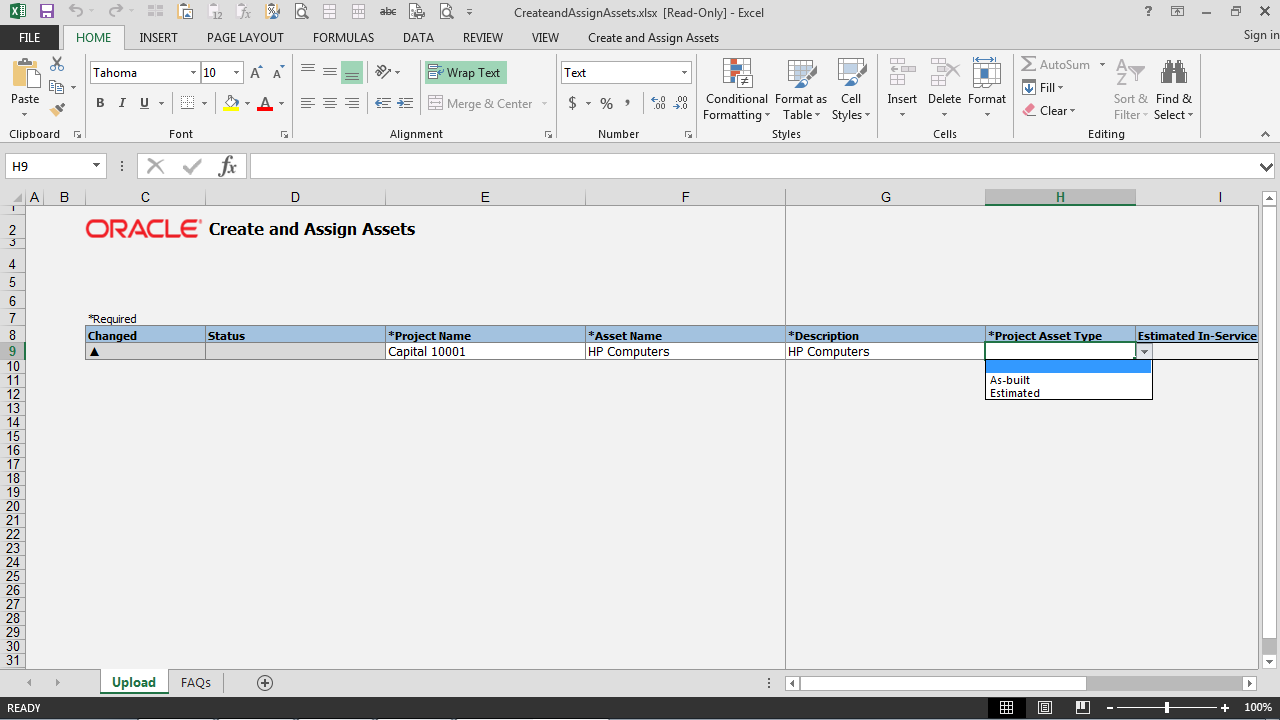 CreateandAssignAssets.xlsx [Read-Only] - Excel
FILE HOME INSERT PAGE LAYOUT FORMULAS DATA REVIEW VIEW Create and Assign Assets Sign in
Tahoma 10 Wrap Text Text Conditional Formatting Format as Table Cell Styles Insert Delete Format AutoSum Fill Clear Sort & Filter Find & Select
Paste B I U A Merge & Center $ % ,
Clipboard Font Alignment Number Styles Cells Editing
H9 fx
A B C D E F G H I
1
2 ORACLE Create and Assign Assets
3
4
5
6
7 *Required
8 Changed Status *Project Name *Asset Name *Description *Project Asset Type Estimated In-Service
9 ▲ Capital 10001 HP Computers HP Computers
10
11 As-built
12 Estimated
13
14
15
16
17
18
19
20
21
22
23
24
25
26
27
28
29
30
31
Upload FAQs
READY 100%